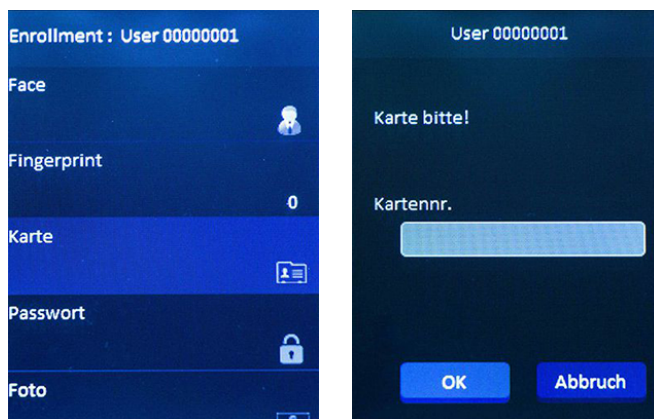 Enrollment : User 00000001
Face
Fingerprint
0
Karte
Passwort
Foto
User 00000001
Karte bitte!
Kartennr.
OK
Abbruch